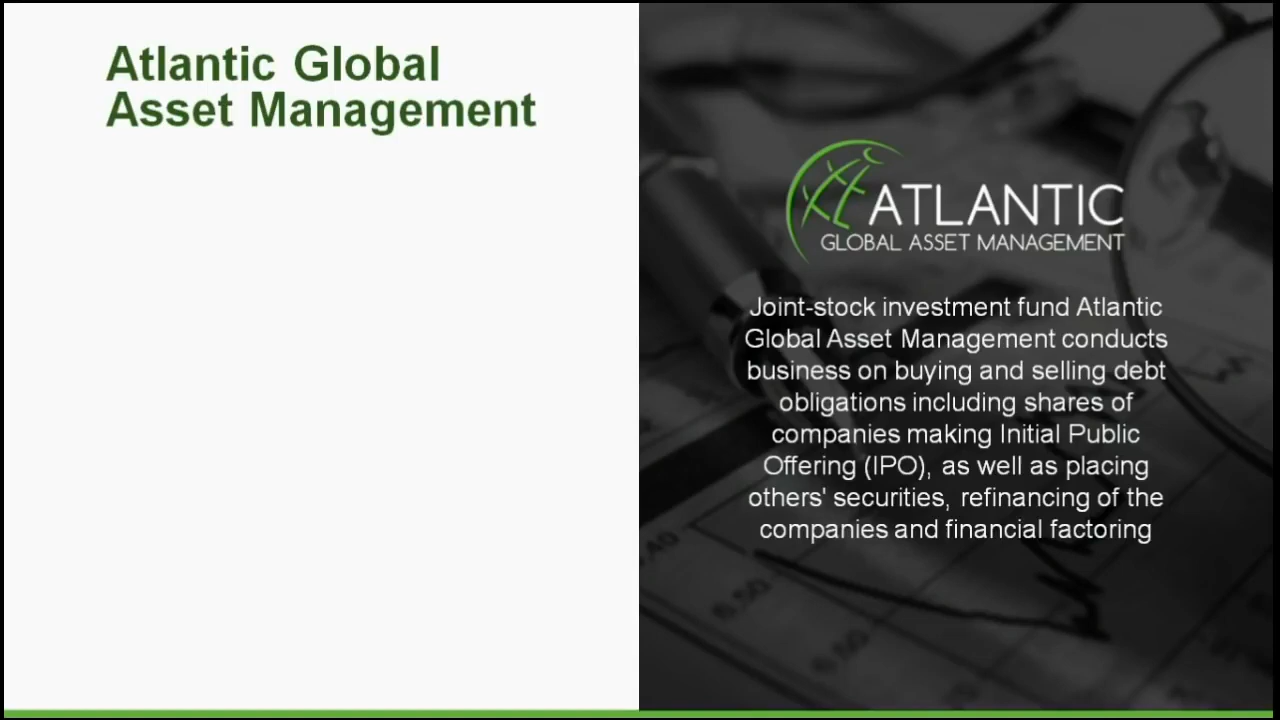 Atlantic Global
Asset Management
ATLANTIC
GLOBAL ASSET MANAGEMENT
Joint-stock investment fund Atlantic
Global Asset Management conducts
business on buying and selling debt
obligations including shares of
companies making Initial Public
Offering (IPO), as well as placing
others' securities, refinancing of the
companies and financial factoring